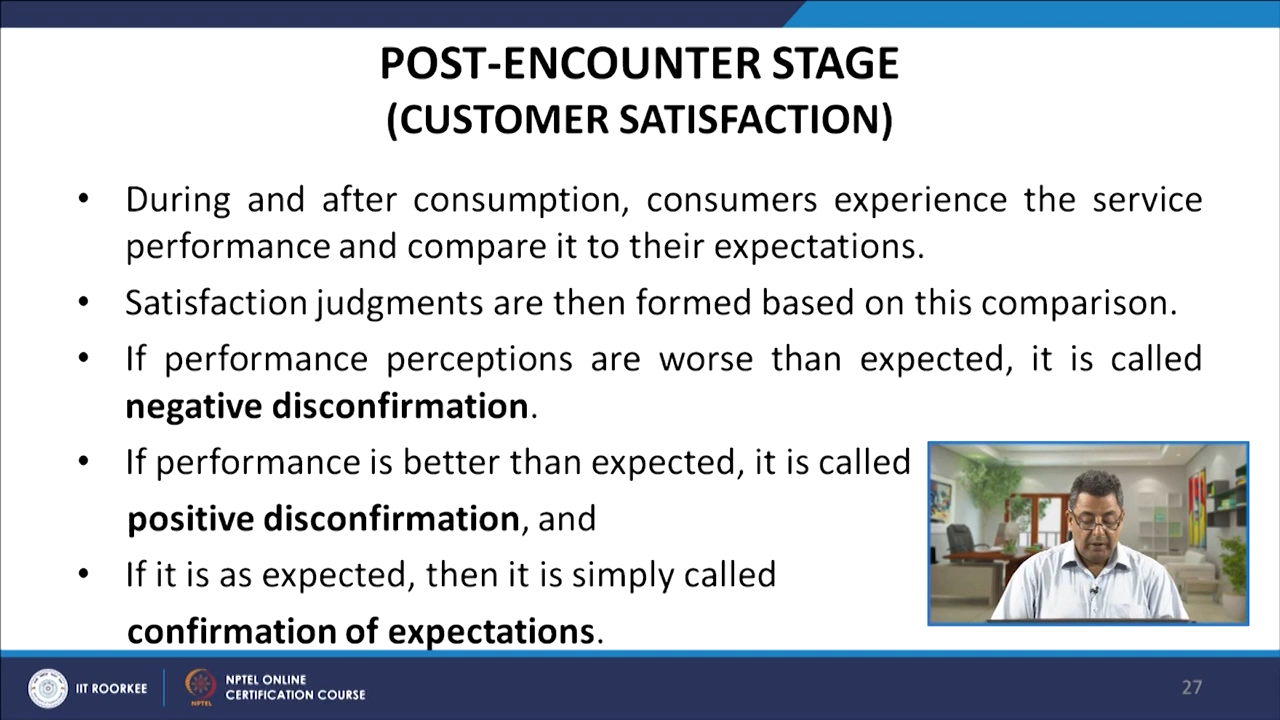 POST-ENCOUNTER STAGE
(CUSTOMER SATISFACTION)
• During and after consumption, consumers experience the service
performance and compare it to their expectations.
• Satisfaction judgments are then formed based on this comparison.
• If performance perceptions are worse than expected, it is called
negative disconfirmation.
• If performance is better than expected, it is called
positive disconfirmation, and
• If it is as expected, then it is simply called
confirmation of expectations.
IIT ROORKEE
NPTEL
NPTEL ONLINE
CERTIFICATION COURSE
27